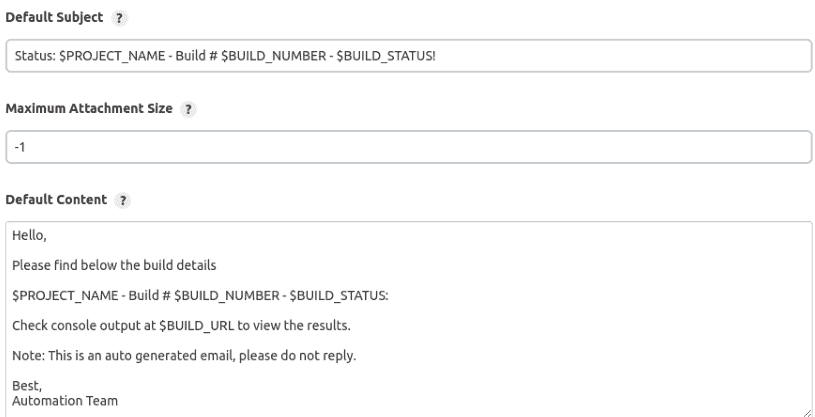 Default Subject ?
Status: $PROJECT_NAME - Build # $BUILD_NUMBER - $BUILD_STATUS!
Maximum Attachment Size ?
-1
Default Content ?
Hello,
Please find below the build details
$PROJECT_NAME - Build # $BUILD_NUMBER - $BUILD_STATUS:
Check console output at $BUILD_URL to view the results.
Note: This is an auto generated email, please do not reply.
Best,
Automation Team